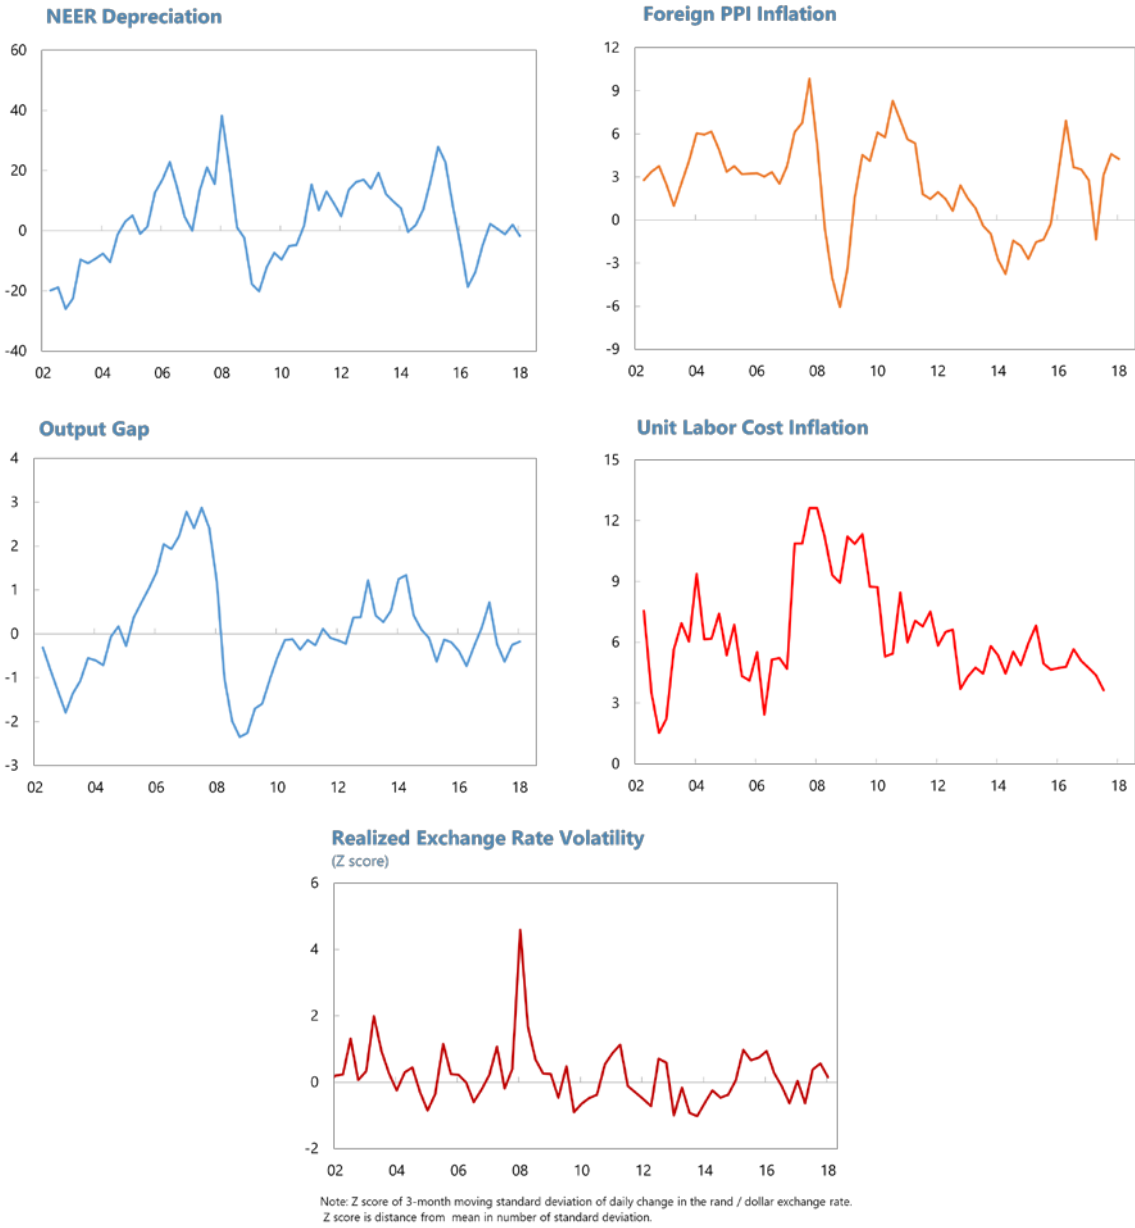 NEER Depreciation
60
40
20
0
-20
-40
02 04 06 08 10 12 14 16 18
Foreign PPI Inflation
12
9
6
3
0
-3
-6
-9
02 04 06 08 10 12 14 16 18
Output Gap
4
3
2
1
0
-1
-2
-3
02 04 06 08 10 12 14 16 18
Unit Labor Cost Inflation
15
12
9
6
3
0
02 04 06 08 10 12 14 16 18
Realized Exchange Rate Volatility
(Z score)
6
4
2
0
-2
02 04 06 08 10 12 14 16 18
Note: Z score of 3-month moving standard deviation of daily change in the rand / dollar exchange rate.
Z score is distance from mean in number of standard deviation.